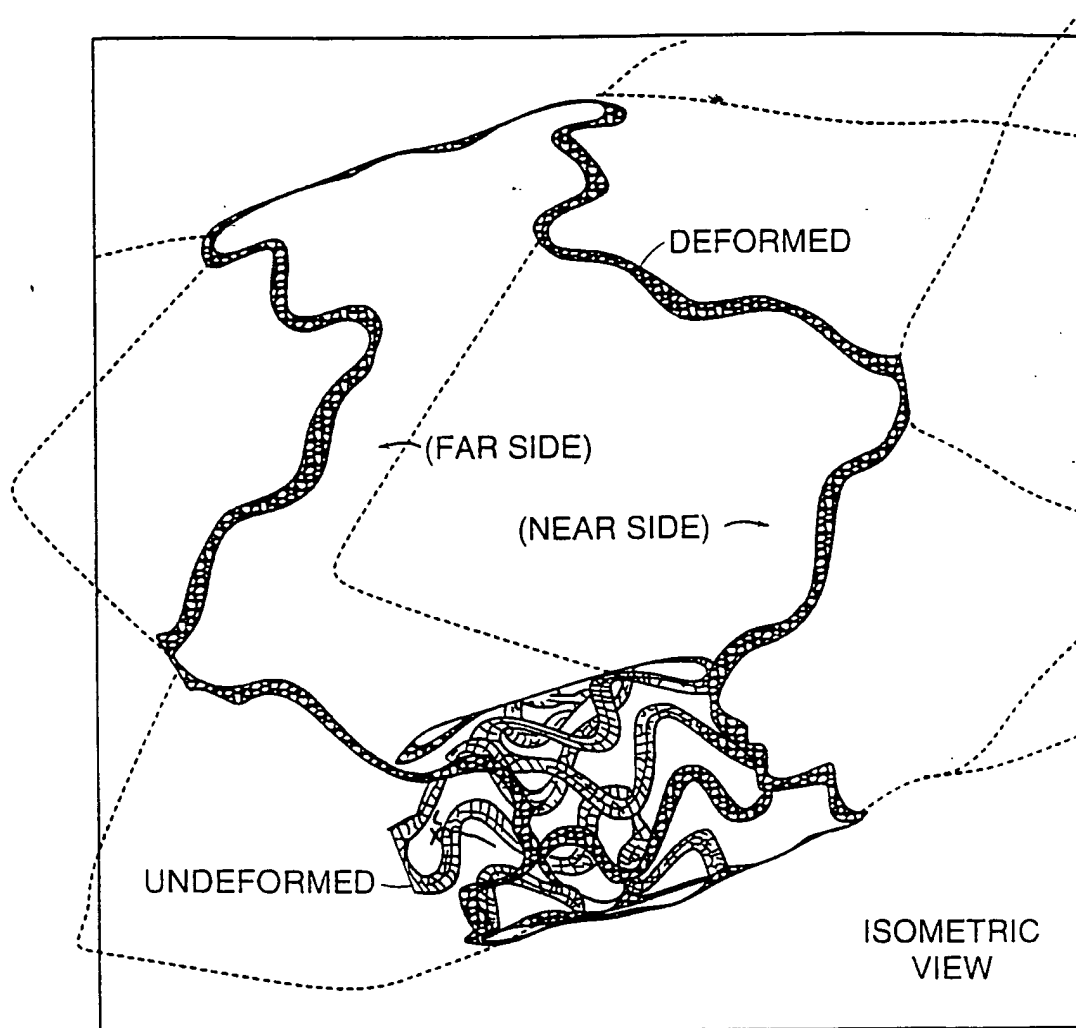 DEFORMED
(FAR SIDE)
(NEAR SIDE)
UNDEFORMED
ISOMETRIC
VIEW